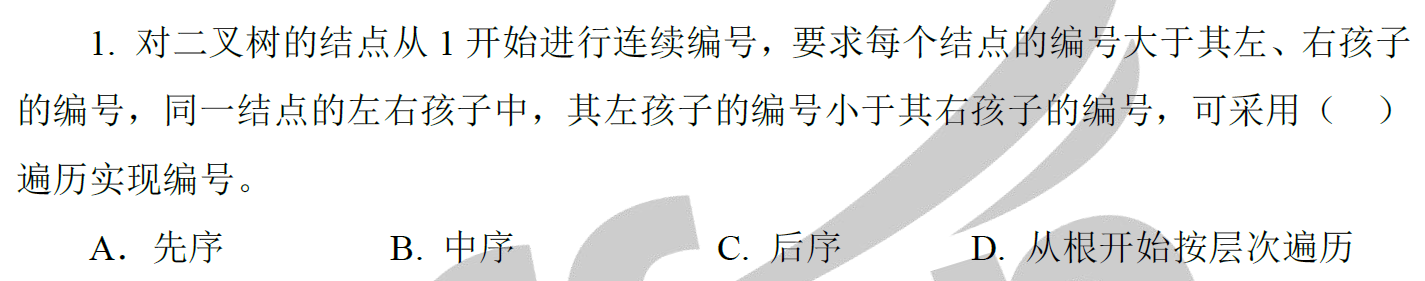 1. 对二叉树的结点从 1 开始进行连续编号，要求每个结点的编号大于其左、右孩子
的编号，同一结点的左右孩子中，其左孩子的编号小于其右孩子的编号，可采用（ ）
遍历实现编号。
A．先序 B. 中序 C. 后序 D. 从根开始按层次遍历